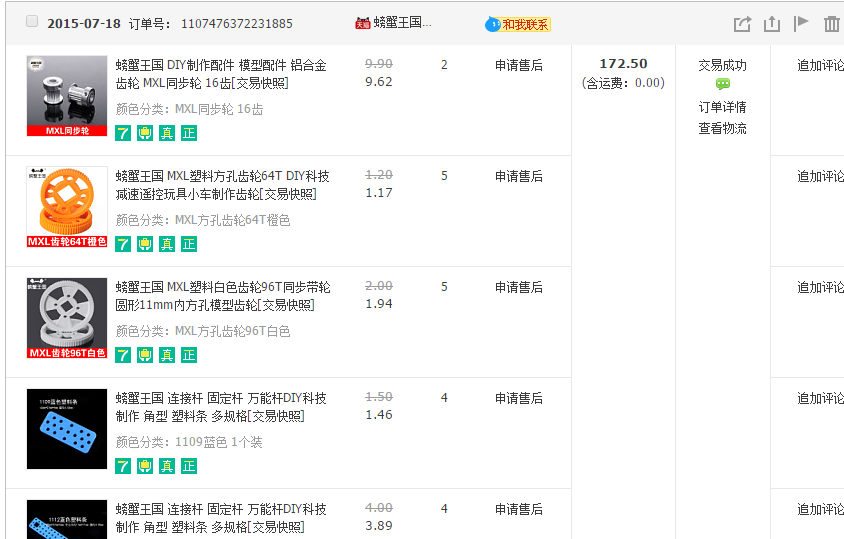 2015-07-18 订单号： 1107476372231885 天猫 螃蟹王国... 和我联系
螃蟹王国 DIY制作配件 模型配件 铝合金 9.90 2 申请售后 172.50 交易成功 追加评论
齿轮 MXL同步轮 16齿[交易快照] 9.62 (含运费：0.00)
颜色分类：MXL同步轮 16齿 订单详情
MXL同步轮 7 真 正 查看物流
螃蟹王国 MXL塑料方孔齿轮64T DIY科技 1.20 5 申请售后 追加评论
减速遥控玩具小车制作齿轮[交易快照] 1.17
颜色分类：MXL方孔齿轮64T橙色
MXL齿轮64T橙色 7 真 正
螃蟹王国 MXL塑料白色齿轮96T同步带轮 2.00 5 申请售后 追加评论
圆形11mm内方孔模型齿轮[交易快照] 1.94
颜色分类：MXL方孔齿轮96T白色
MXL齿轮96T白色 7 真 正
螃蟹王国 连接杆 固定杆 万能杆DIY科技 1.50 4 申请售后 追加评论
1109蓝色塑料条 制作 角型 塑料条 多规格[交易快照] 1.46
颜色分类：1109蓝色 1个装
7 真 正
螃蟹王国 连接杆 固定杆 万能杆DIY科技 4.00 4 申请售后 追加评论
1112蓝色塑料条 制作 角型 塑料条 多规格[交易快照] 3.89